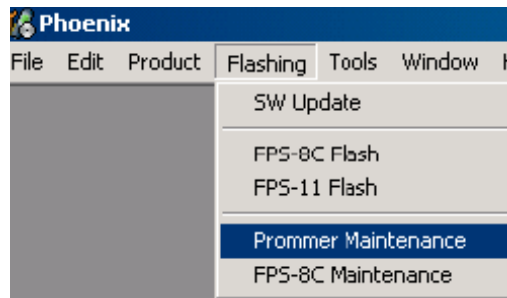 Phoenix
File Edit Product Flashing Tools Window
SW Update
FPS-8C Flash
FPS-11 Flash
Prommer Maintenance
FPS-8C Maintenance